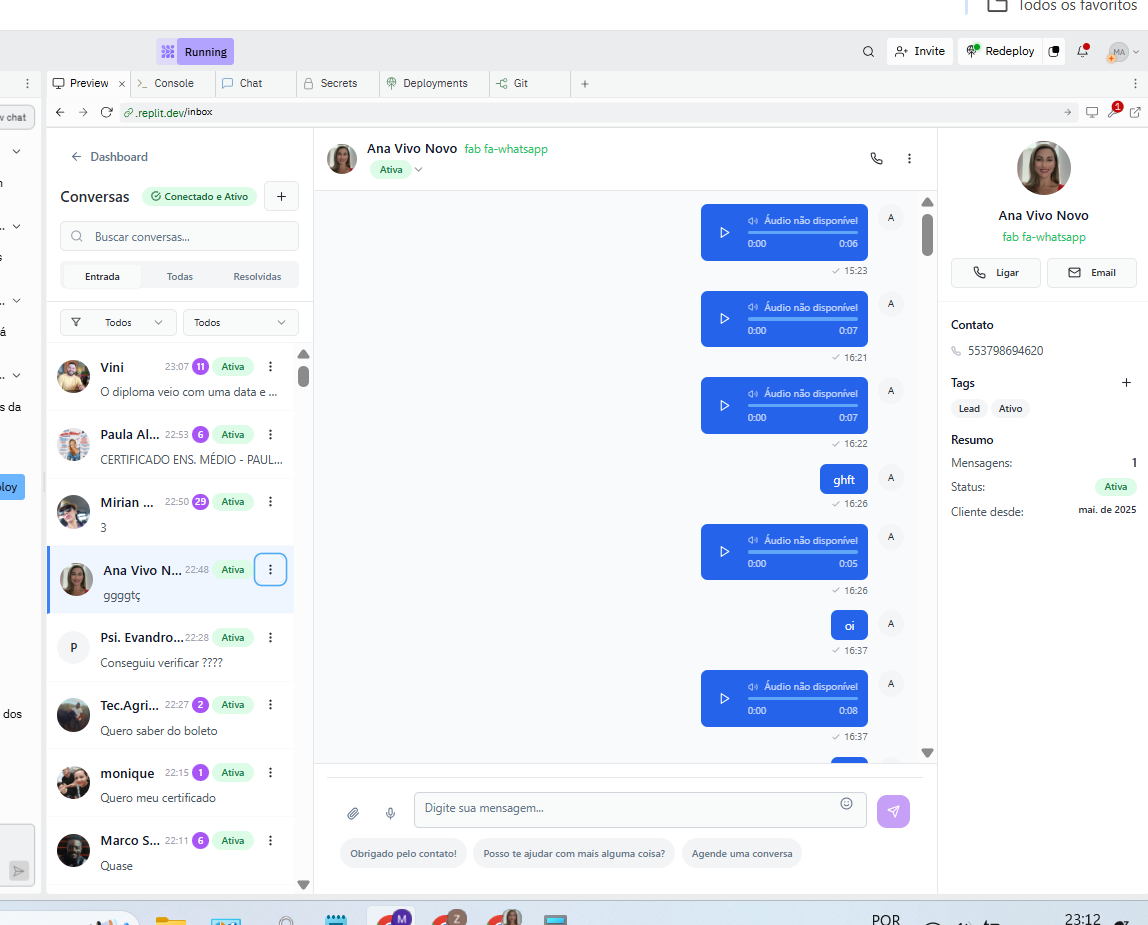 Todos os favoritos
Running
Invite
Redeploy
MA
Preview
Console
Chat
Secrets
Deployments
Git
.replit.dev/inbox
1
Dashboard
Conversas
Conectado e Ativo
Buscar conversas...
Entrada
Todas
Resolvidas
Todos
Todos
Vini 23:07 11 Ativa
O diploma veio com uma data e ...
Paula Al... 22:53 6 Ativa
CERTIFICADO ENS. MÉDIO - PAUL...
Mirian ... 22:50 29 Ativa
3
Ana Vivo N... 22:48 Ativa
ggggtç
P
Psi. Evandro... 22:28 Ativa
Conseguiu verificar ????
Tec.Agri... 22:27 2 Ativa
Quero saber do boleto
monique 22:15 1 Ativa
Quero meu certificado
Marco S... 22:11 6 Ativa
Quase
Ana Vivo Novo fab fa-whatsapp
Ativa
Áudio não disponível
0:00 0:06
A
15:23
Áudio não disponível
0:00 0:07
A
16:21
Áudio não disponível
0:00 0:07
A
16:22
ghft
A
16:26
Áudio não disponível
0:00 0:05
A
16:26
oi
A
16:37
Áudio não disponível
0:00 0:08
A
16:37
Digite sua mensagem...
Obrigado pelo contato!
Posso te ajudar com mais alguma coisa?
Agende uma conversa
Ana Vivo Novo
fab fa-whatsapp
Ligar
Email
Contato
553798694620
Tags
Lead
Ativo
Resumo
Mensagens: 1
Status: Ativa
Cliente desde: mai. de 2025
chat
s da
loy
dos
M
Z
POR
23:12